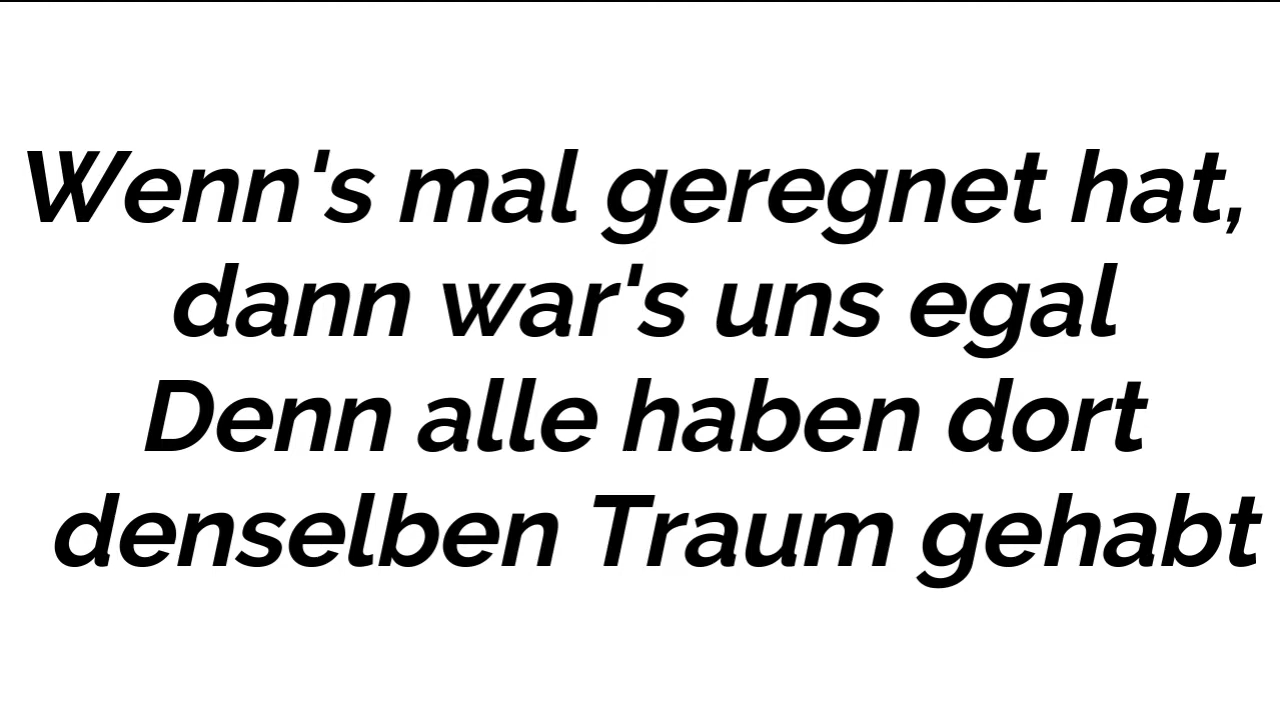 Wenn's mal geregnet hat,
dann war's uns egal
Denn alle haben dort
denselben Traum gehabt